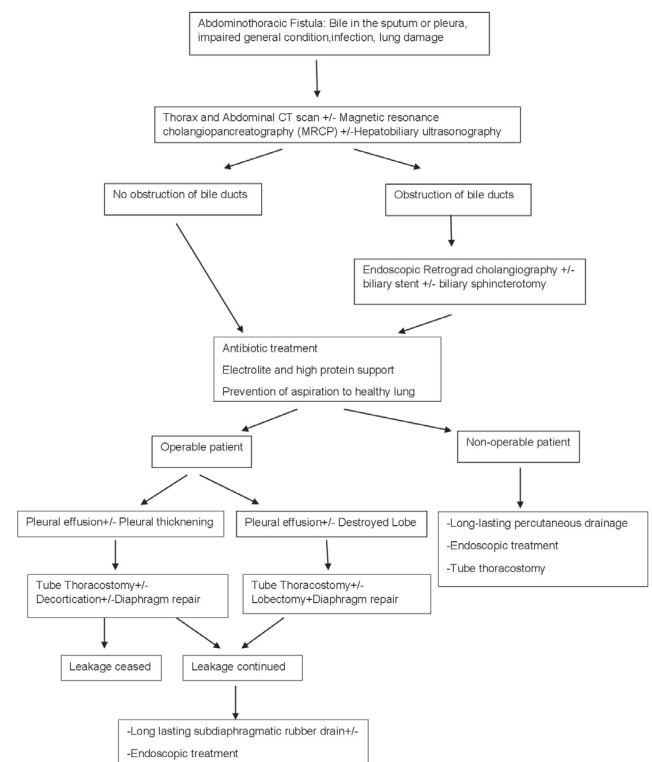 Abdominothoracic Fistula: Bile in the sputum or pleura,
impaired general condition,infection, lung damage
Thorax and Abdominal CT scan +/- Magnetic resonance
cholangiopancreatography (MRCP) +/-Hepatobiliary ultrasonography
No obstruction of bile ducts
Obstruction of bile ducts
Endoscopic Retrograd cholangiography +/-
biliary stent +/- biliary sphincterotomy
Antibiotic treatment
Electrolite and high protein support
Prevention of aspiration to healthy lung
Operable patient
Non-operable patient
Pleural effusion+/- Pleural thicknening
Pleural effusion+/- Destroyed Lobe
-Long-lasting percutaneous drainage
-Endoscopic treatment
-Tube thoracostomy
Tube Thoracostomy+/-
Decortication+/-Diaphragm repair
Tube Thoracostomy+/-
Lobectomy+Diaphragm repair
Leakage ceased
Leakage continued
-Long lasting subdiaphragmatic rubber drain+/-
-Endoscopic treatment